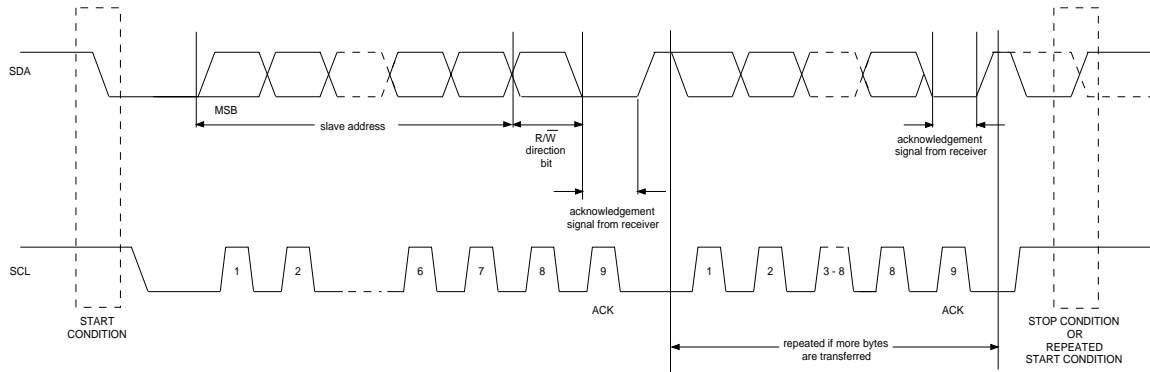 SDA
MSB
slave address
R/W̅
direction
bit
acknowledgement
signal from receiver
acknowledgement
signal from receiver
SCL
1
2
6
7
8
9
1
2
3 - 8
8
9
ACK
ACK
START
CONDITION
repeated if more bytes
are transferred
STOP CONDITION
OR
REPEATED
START CONDITION